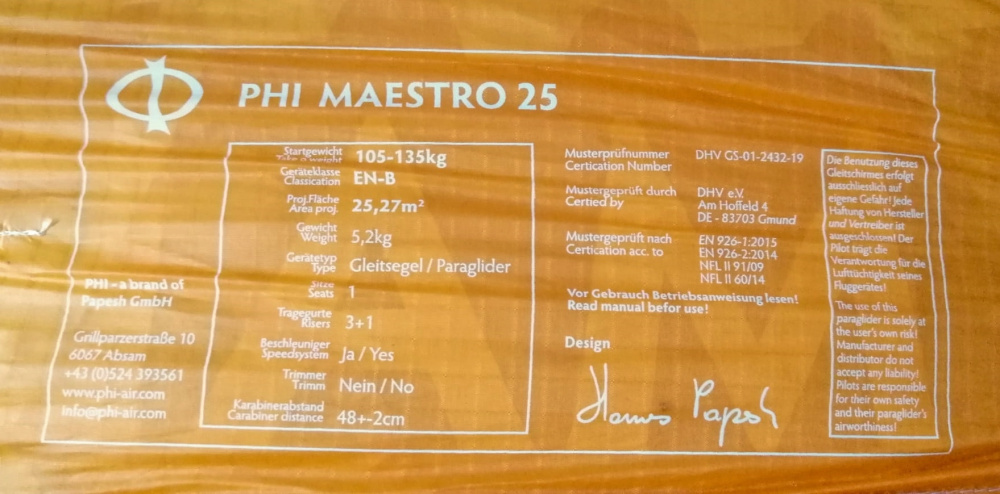 PHI MAESTRO 25
Startgewicht
Take o weight
105-135kg
Geräteklasse
Classication
EN-B
Proj.Fläche
Area proj.
25,27m²
Gewicht
Weight
5,2kg
Gerätetyp
Type
Gleitsegel / Paraglider
Sitze
Seats
1
Tragegurte
Risers
3+1
Beschleuniger
Speedsystem
Ja / Yes
Trimmer
Trimm
Nein / No
Karabinerabstand
Carabiner distance
48+-2cm
PHI - a brand of
Papesh GmbH
Grillparzerstraße 10
6067 Absam
+43 (0)524 393561
www.phi-air.com
info@phi-air.com
Musterprüfnummer
Certication Number
DHV GS-01-2432-19
Mustergeprüft durch
Certied by
DHV e.V.
Am Hoffeld 4
DE - 83703 Gmund
Mustergeprüft nach
Certication acc. to
EN 926-1:2015
EN 926-2:2014
NFL II 91/09
NFL II 60/14
Vor Gebrauch Betriebsanweisung lesen!
Read manual befor use!
Design
Hannes Papesh
Die Benutzung dieses
Gleitschirmes erfolgt
ausschliesslich auf
eigene Gefahr! Jede
Haftung von Hersteller
und Vertreiber ist
ausgeschlossen! Der
Pilot trägt die
Verantwortung für die
Lufttüchtigkeit seines
Fluggerätes!
The use of this
paraglider is solely at
the user's own risk!
Manufacturer and
distributor do not
accept any liability!
Pilots are responsible
for their own safety
and their paraglider's
airworthiness!